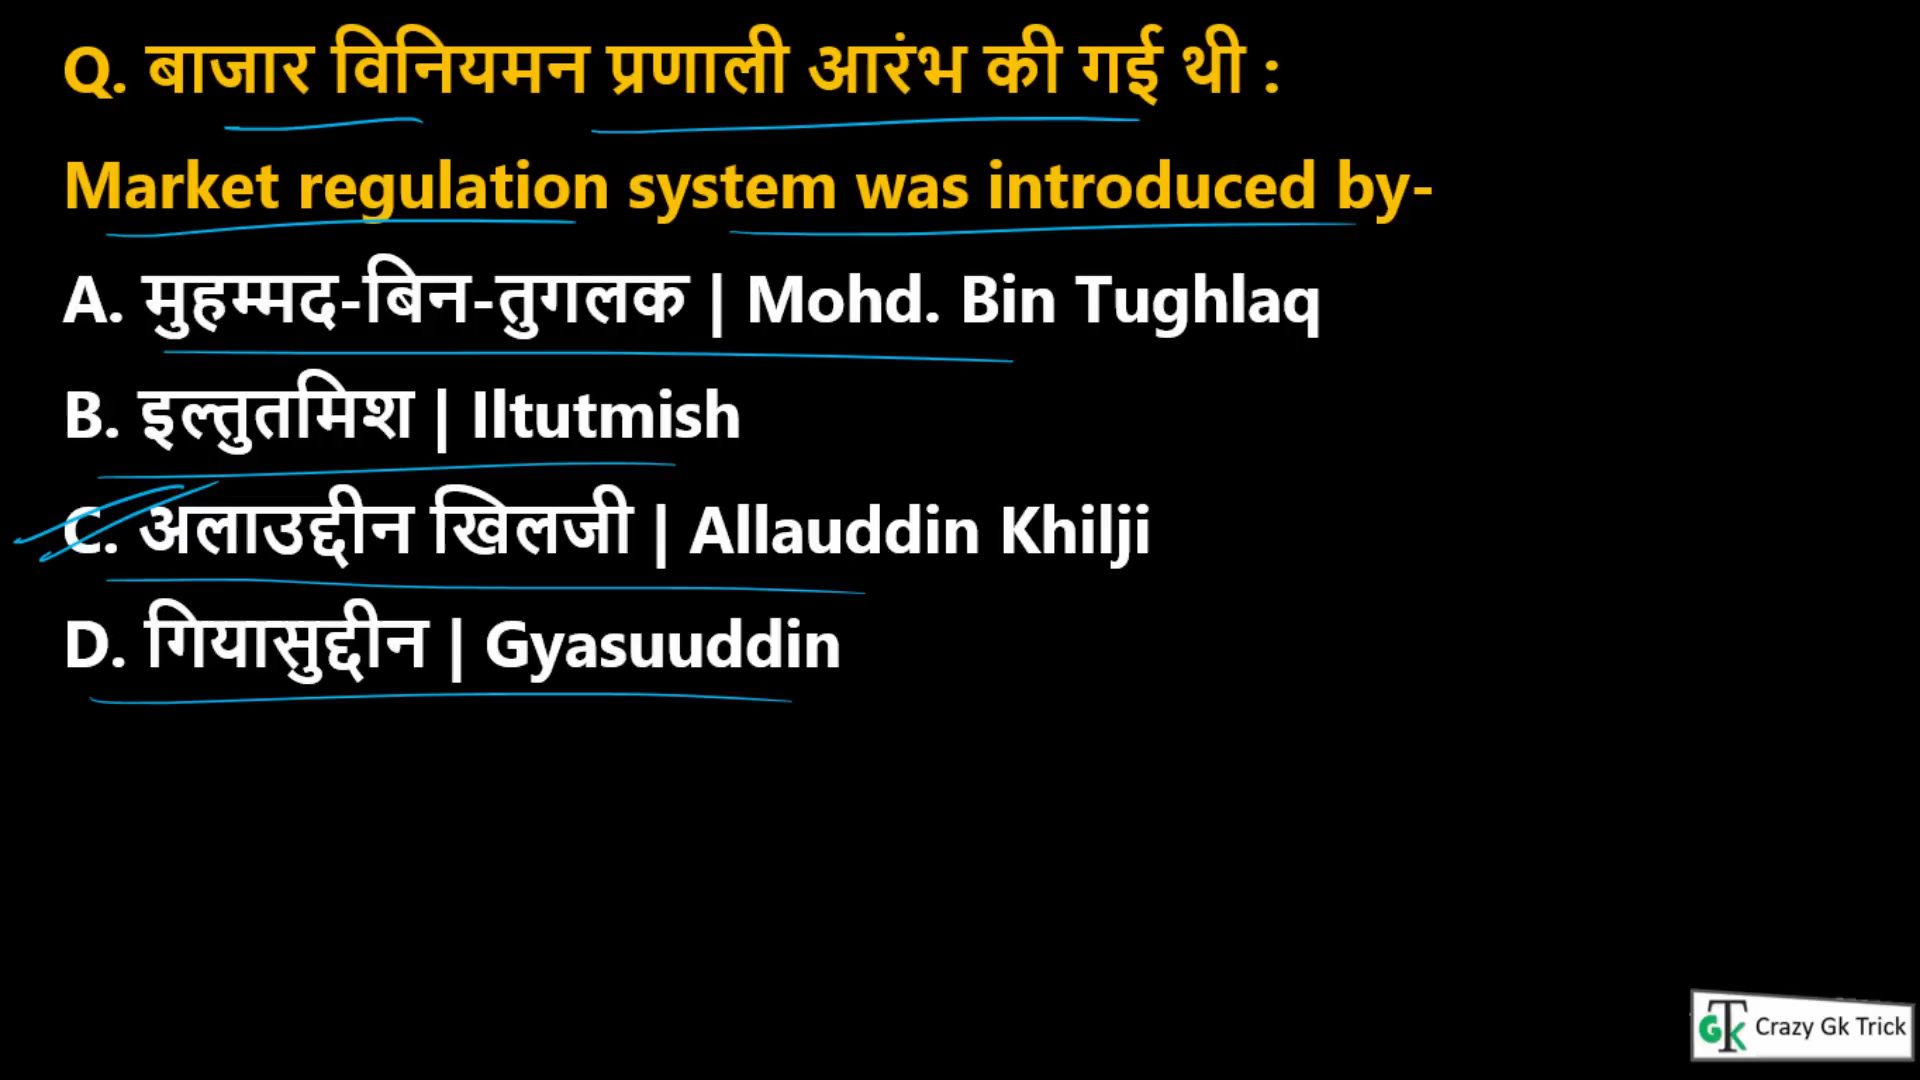 Q. बाजार विनियमन प्रणाली आरंभ की गई थी :
Market regulation system was introduced by-
A. मुहम्मद-बिन-तुगलक | Mohd. Bin Tughlaq
B. इल्तुतमिश | Iltutmish
C. अलाउद्दीन खिलजी | Allauddin Khilji
D. गियासुद्दीन | Gyasuuddin
GTK Crazy Gk Trick